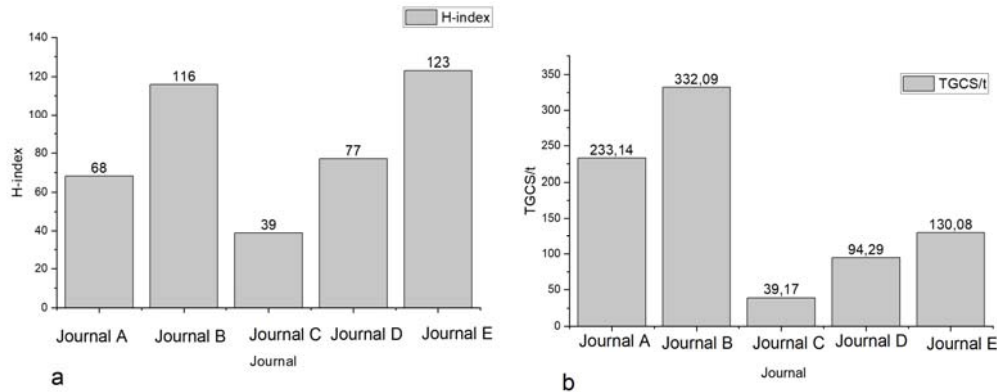 H-index
140
120
100
80
60
40
20
0
H-index
68
116
39
77
123
Journal A
Journal B
Journal C
Journal D
Journal E
Journal
a
TGCS/t
350
300
250
200
150
100
50
0
TGCS/t
233,14
332,09
39,17
94,29
130,08
Journal A
Journal B
Journal C
Journal D
Journal E
Journal
b